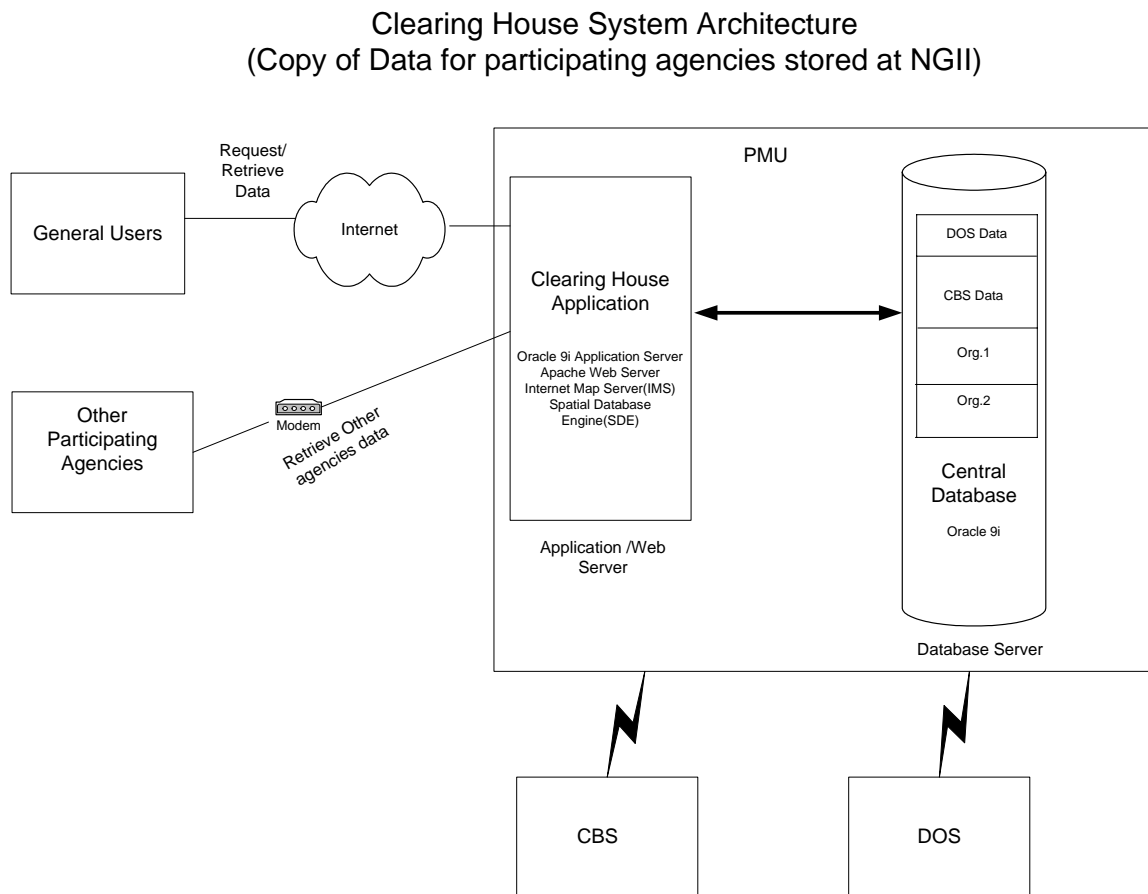 Clearing House System Architecture
(Copy of Data for participating agencies stored at NGII)
Request/
Retrieve
Data
General Users
Internet
PMU
Clearing House
Application
Oracle 9i Application Server
Apache Web Server
Internet Map Server(IMS)
Spatial Database
Engine(SDE)
DOS Data
CBS Data
Org.1
Org.2
Central
Database
Oracle 9i
Other
Participating
Agencies
Modem
Retrieve Other
agencies data
Application /Web
Server
Database Server
CBS
DOS